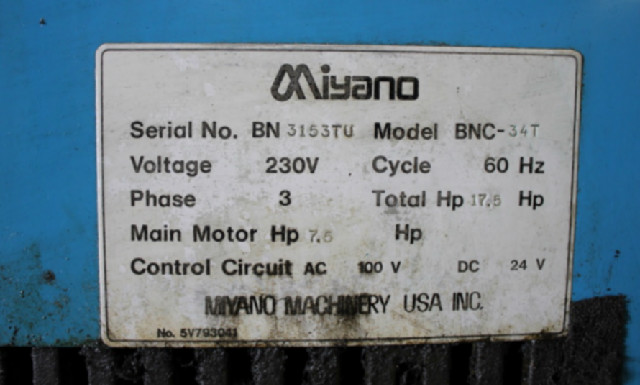 Miyano
Serial No. BN 3153TU Model BNC-34T
Voltage 230V Cycle 60 Hz
Phase 3 Total Hp 17.5 Hp
Main Motor Hp 7.5 Hp
Control Circuit AC 100 V DC 24 V
MIYANO MACHINERY USA INC.
No. 5V793041